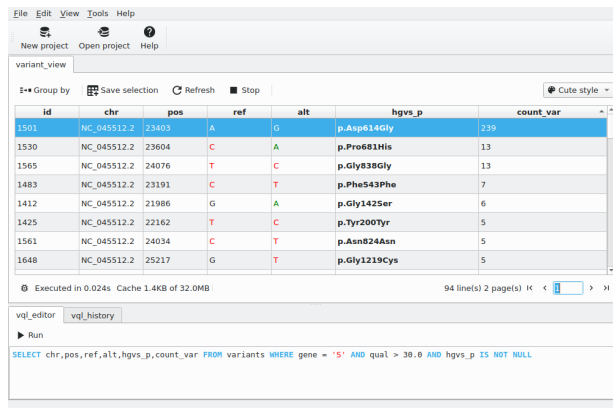 File Edit View Tools Help
New project Open project Help
variant_view
Group by Save selection Refresh Stop Cute style
id chr pos ref alt hgvs_p count_var
1501 NC_045512.2 23403 A G p.Asp614Gly 239
1530 NC_045512.2 23604 C A p.Pro681His 13
1565 NC_045512.2 24076 T C p.Gly838Gly 13
1483 NC_045512.2 23191 C T p.Phe543Phe 7
1412 NC_045512.2 21986 G A p.Gly142Ser 6
1425 NC_045512.2 22162 T C p.Tyr200Tyr 5
1561 NC_045512.2 24034 C T p.Asn824Asn 5
1648 NC_045512.2 25217 G T p.Gly1219Cys 5
Executed in 0.024s Cache 1.4KB of 32.0MB 94 line(s) 2 page(s) 1
vql_editor vql_history
Run
SELECT chr,pos,ref,alt,hgvs_p,count_var FROM variants WHERE gene = 'S' AND qual > 30.0 AND hgvs_p IS NOT NULL